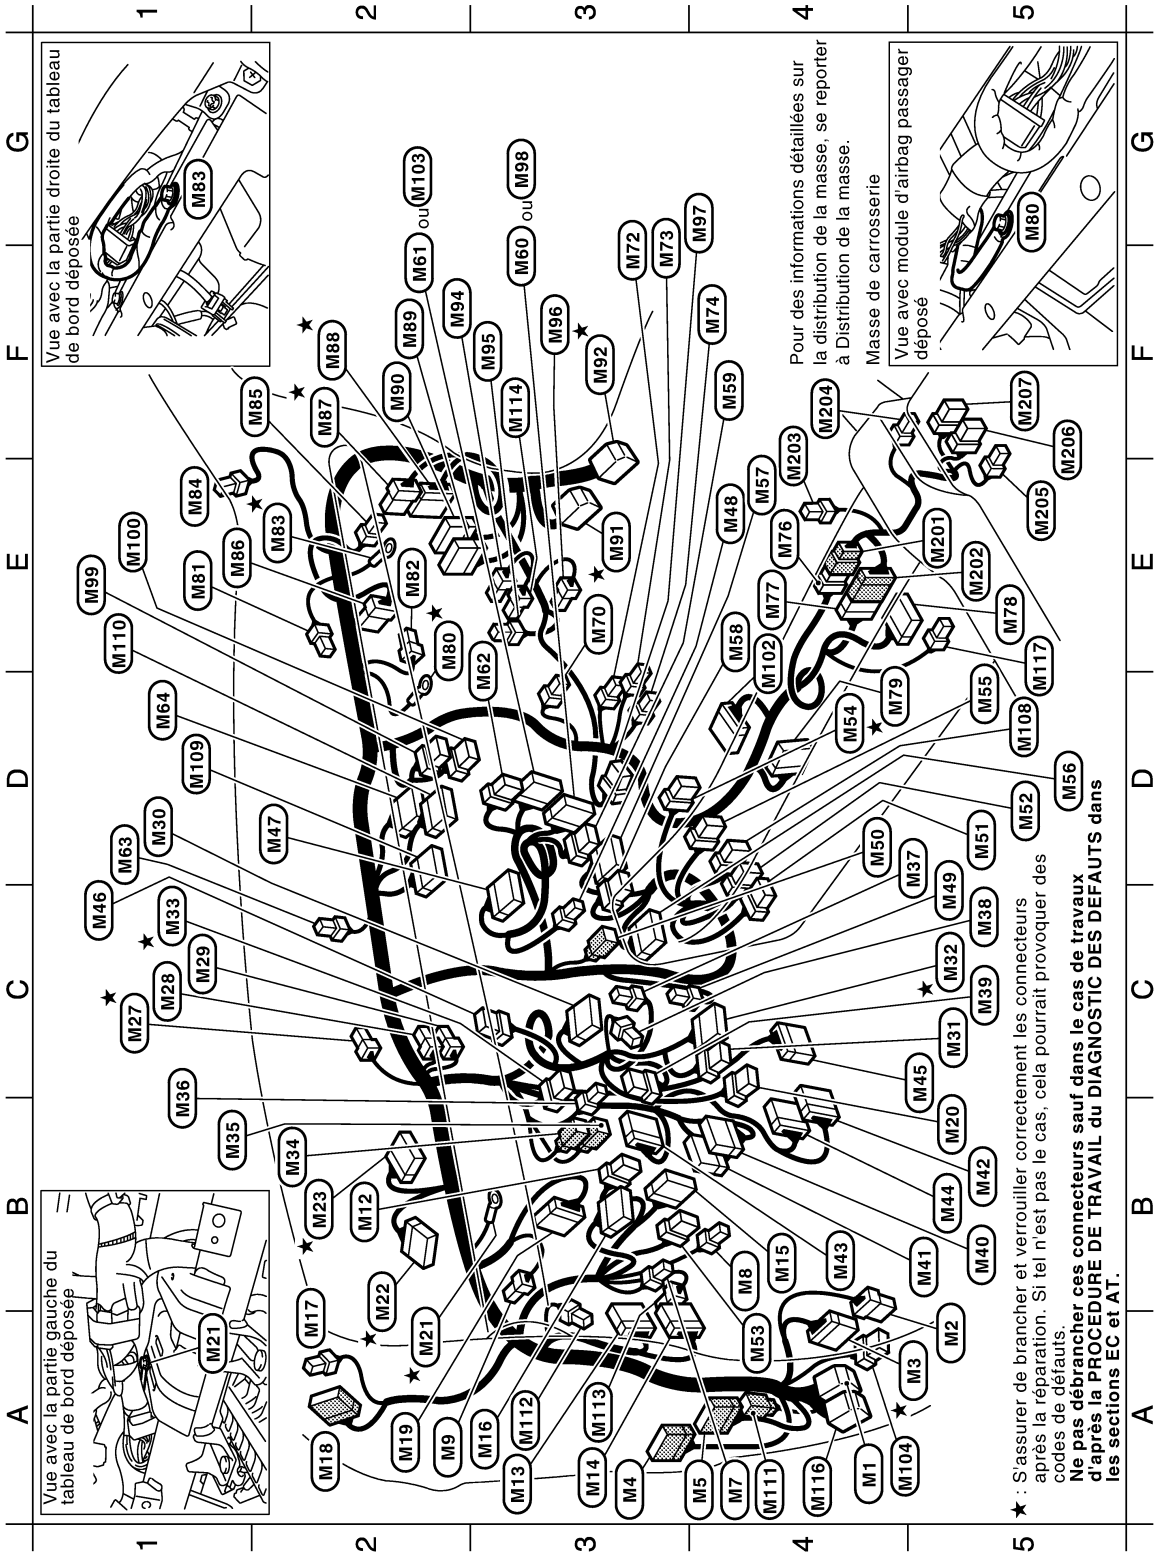 1
2
3
4
5
G
F
E
D
C
B
A
Vue avec la partie gauche du
tableau de bord déposée
M21
Vue avec la partie droite du tableau
de bord déposée
M83
Pour des informations détaillées sur
la distribution de la masse, se reporter
à Distribution de la masse.
Masse de carrosserie
Vue avec module d'airbag passager
déposé
M80
M46
M63
M30
M109
M64
M110
M99
M100
★ M27
M28
M29
★ M33
M36
M35
M34
M47
M81
M86
M84
★ M83
M85
★ M87
★ M88
M82
★ M80
M62
M90
M89
M61 ou M103
M94
M95
M114
M60 ou M98
M96
★ M92
M91
★ M70
M72
M73
M97
M74
M59
M57
M48
M58
M102
M76
M77
M203
M204
M207
M206
M205
M201
M202
M78
M117
M79
★ M54
M55
M108
M56
M52
M51
M50
M37
M49
M38
★ M32
M39
M31
M45
M20
M42
M44
M40
M41
M43
M15
M8
M53
M2
M3
M104
★ M1
M116
M111
M7
M5
M4
M14
M113
M13
M112
M16
M9
M19
★ M21
M18
M17
★ M22
★ M23
M12
★ : S'assurer de brancher et verrouiller correctement les connecteurs
après la réparation. Si tel n'est pas le cas, cela pourrait provoquer des
codes de défauts.
Ne pas débrancher ces connecteurs sauf dans le cas de travaux
d'après la PROCEDURE DE TRAVAIL du DIAGNOSTIC DES DEFAUTS dans
les sections EC et AT.
A
B
C
D
E
F
G
1
2
3
4
5